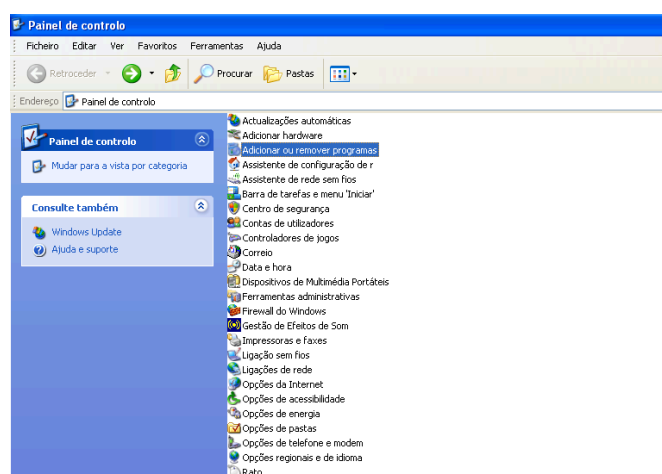 Painel de controlo
Ficheiro Editar Ver Favoritos Ferramentas Ajuda
Retroceder Procurar Pastas
Endereço Painel de controlo
Painel de controlo
Mudar para a vista por categoria
Consulte também
Windows Update
Ajuda e suporte
Actualizações automáticas
Adicionar hardware
Adicionar ou remover programas
Assistente de configuração de r
Assistente de rede sem fios
Barra de tarefas e menu 'Iniciar'
Centro de segurança
Contas de utilizadores
Controladores de jogos
Correio
Data e hora
Dispositivos de Multimédia Portáteis
Ferramentas administrativas
Firewall do Windows
Gestão de Efeitos de Som
Impressoras e faxes
Ligação sem fios
Ligações de rede
Opções da Internet
Opções de acessibilidade
Opções de energia
Opções de pastas
Opções de telefone e modem
Opções regionais e de idioma
Rato